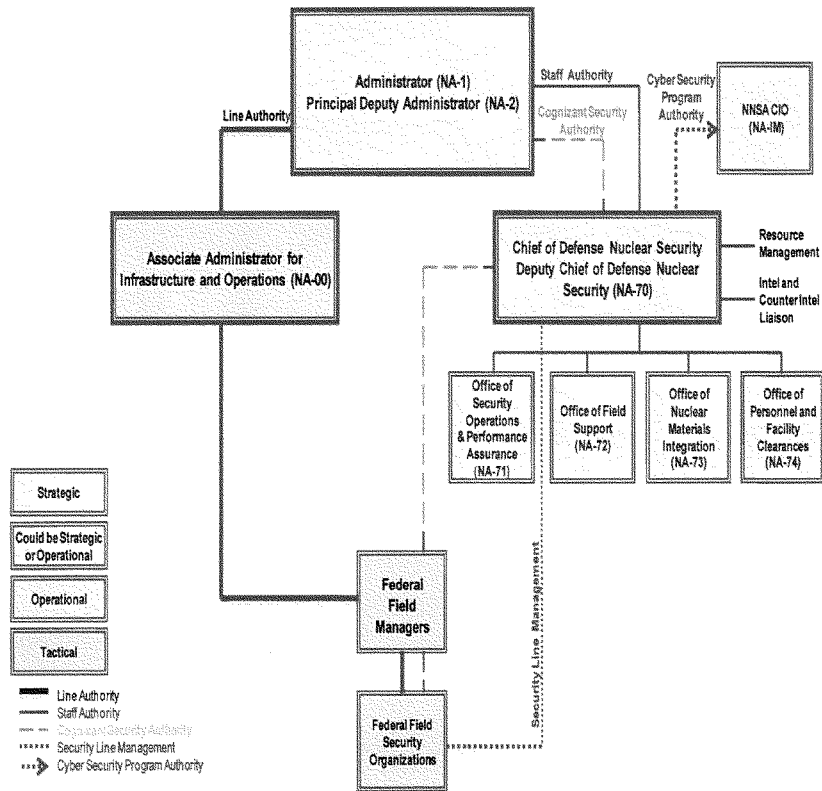 Administrator (NA-1)
Principal Deputy Administrator (NA-2)
Line Authority
Staff Authority
Cognizant Security
Authority
Cyber Security
Program
Authority
NNSA CIO
(NA-IM)
Associate Administrator for
Infrastructure and Operations (NA-00)
Chief of Defense Nuclear Security
Deputy Chief of Defense Nuclear
Security (NA-70)
Resource
Management
Intel and
Counter Intel
Liaison
Office of
Security
Operations
& Performance
Assurance
(NA-71)
Office of Field
Support
(NA-72)
Office of
Nuclear
Materials
Integration
(NA-73)
Office of
Personnel and
Facility
Clearances
(NA-74)
Security Line Management
Federal
Field
Managers
Federal Field
Security
Organizations
Strategic
Could be Strategic
or Operational
Operational
Tactical
Line Authority
Staff Authority
Cognizant Security Authority
Security Line Management
Cyber Security Program Authority